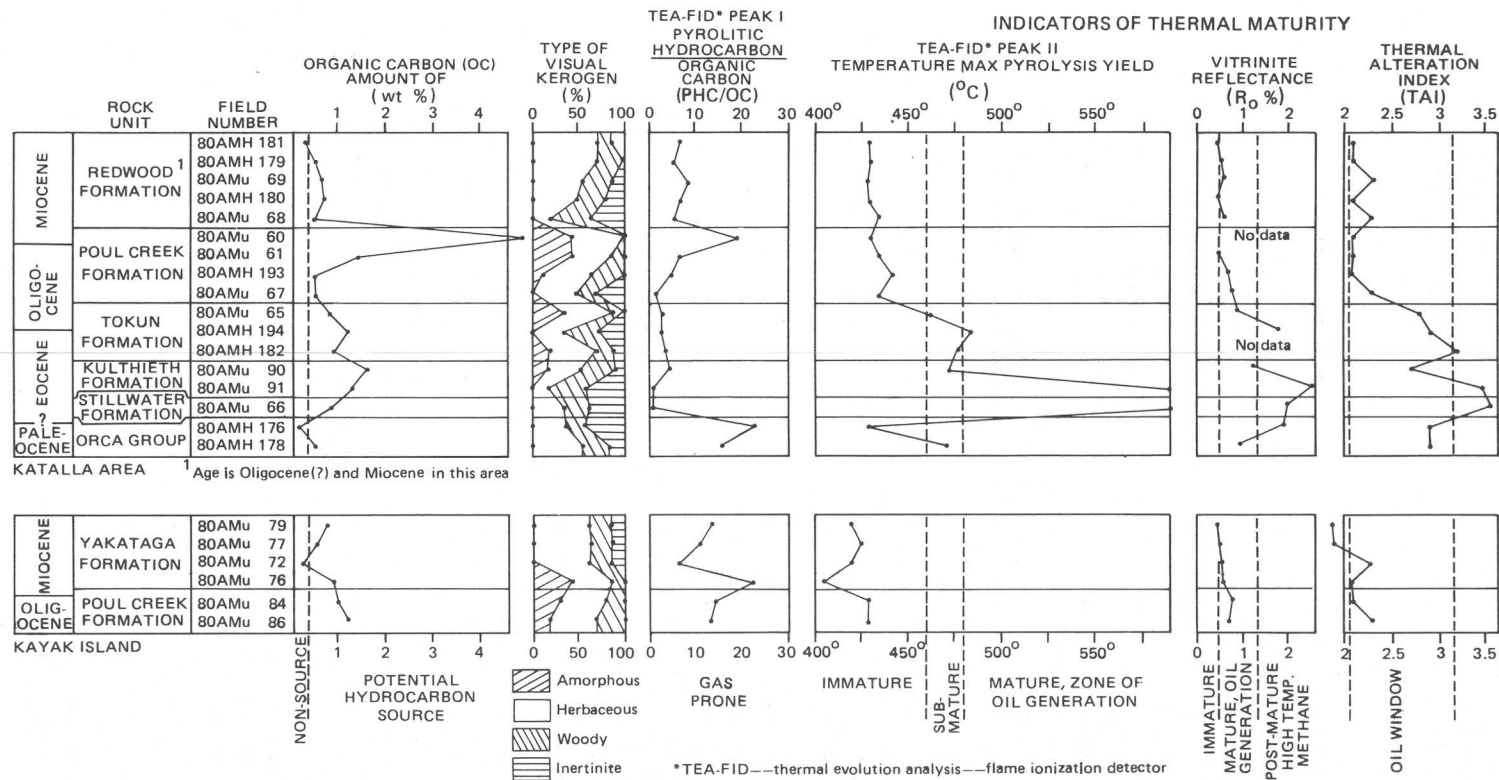 INDICATORS OF THERMAL MATURITY
ORGANIC CARBON (OC)
AMOUNT OF
(wt %)
1 2 3 4
TYPE OF
VISUAL
KEROGEN
(%)
0 50 100
TEA-FID* PEAK I
PYROLITIC
HYDROCARBON
ORGANIC
CARBON
(PHC/OC)
0 10 20 30
TEA-FID* PEAK II
TEMPERATURE MAX PYROLYSIS YIELD
(°C)
400° 450° 500° 550°
VITRINITE
REFLECTANCE
(Ro %)
0 1 2
THERMAL
ALTERATION
INDEX
(TAI)
2 2.5 3 3.5
ROCK
UNIT
FIELD
NUMBER
MIOCENE
OLIGO-
CENE
EOCENE
?
PALE-
OCENE
REDWOOD 1
FORMATION
80AMH 181
80AMH 179
80AMu 69
80AMH 180
80AMu 68
POUL CREEK
FORMATION
80AMu 60
80AMu 61
80AMH 193
80AMu 67
No data
TOKUN
FORMATION
80AMu 65
80AMH 194
80AMH 182
No data
KULTHIETH
FORMATION
80AMu 90
80AMu 91
STILLWATER
FORMATION
80AMu 66
ORCA GROUP
80AMH 176
80AMH 178
KATALLA AREA
1 Age is Oligocene(?) and Miocene in this area
MIOCENE
OLIG-
OCENE
YAKATAGA
FORMATION
80AMu 79
80AMu 77
80AMu 72
80AMu 76
POUL CREEK
FORMATION
80AMu 84
80AMu 86
KAYAK ISLAND
1 2 3 4
0 50 100
0 10 20 30
400° 450° 500° 550°
0 1 2
2 2.5 3 3.5
NON-SOURCE
POTENTIAL
HYDROCARBON
SOURCE
Amorphous
Herbaceous
Woody
Inertinite
GAS
PRONE
IMMATURE
SUB-
MATURE
MATURE, ZONE OF
OIL GENERATION
IMMATURE
MATURE, OIL
GENERATION
POST-MATURE
HIGH TEMP.
METHANE
OIL WINDOW
*TEA-FID——thermal evolution analysis——flame ionization detector